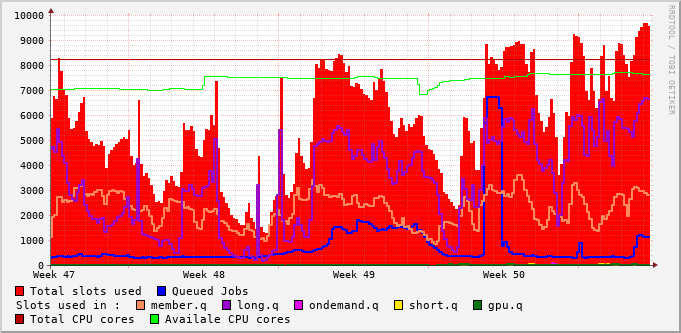 10000
9000
8000
7000
6000
5000
4000
3000
2000
1000
0
Week 47 Week 48 Week 49 Week 50
RRDTOOL / TOBI OETIKER
Total slots used Queued Jobs
Slots used in : member.q long.q ondemand.q short.q gpu.q
Total CPU cores Availale CPU cores